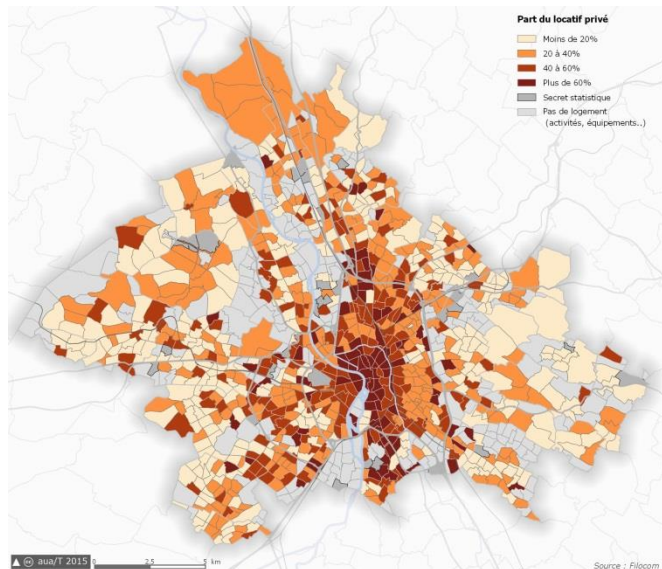 Part du locatif privé
Moins de 20%
20 à 40%
40 à 60%
Plus de 60%
Secret statistique
Pas de logement
(activités, équipements..)
aua/T 2015
0 2,5 5 km
Source : Filocom